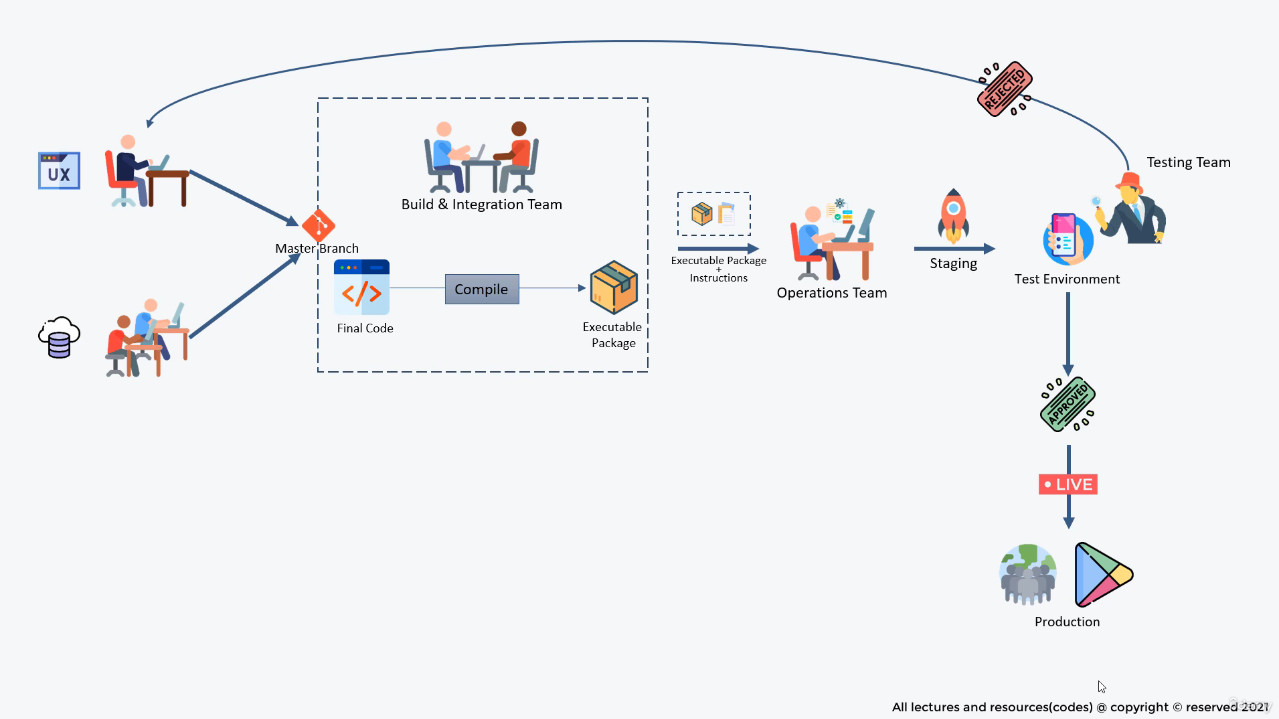 REJECTED
Testing Team
UX
Build & Integration Team
Master Branch
Compile
Final Code
Executable
Package
Executable Package
+
Instructions
Operations Team
Staging
Test Environment
APPROVED
LIVE
Production
All lectures and resources(codes) @ copyright © reserved 2021